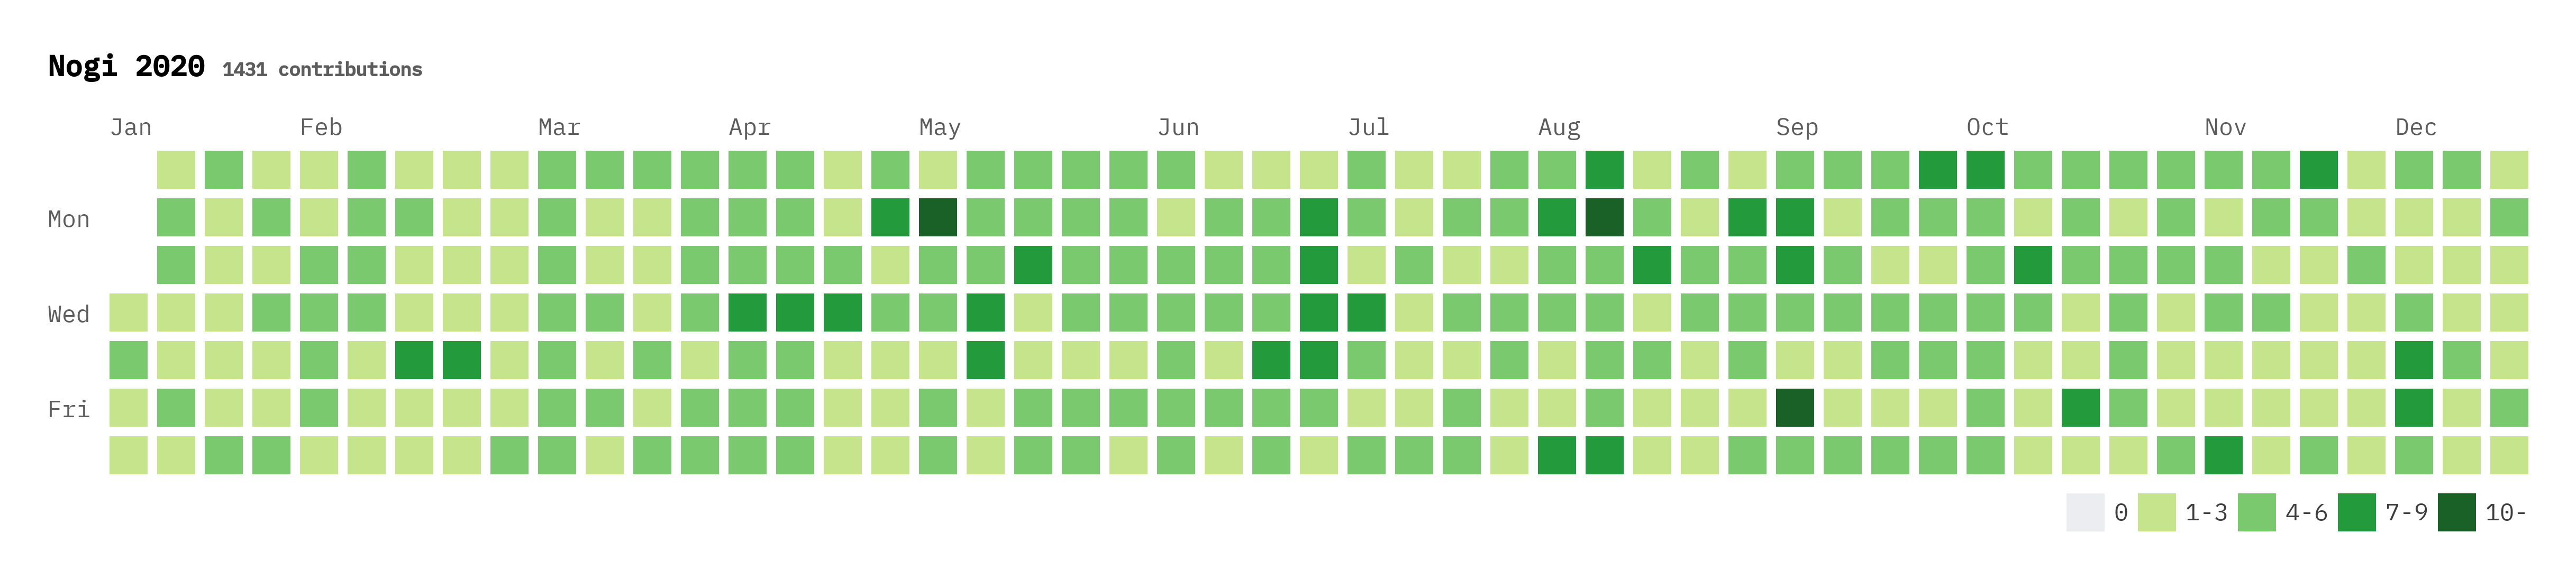 Nogi 2020 1431 contributions
Jan Feb Mar Apr May Jun Jul Aug Sep Oct Nov Dec
Mon
Wed
Fri
0 1-3 4-6 7-9 10-